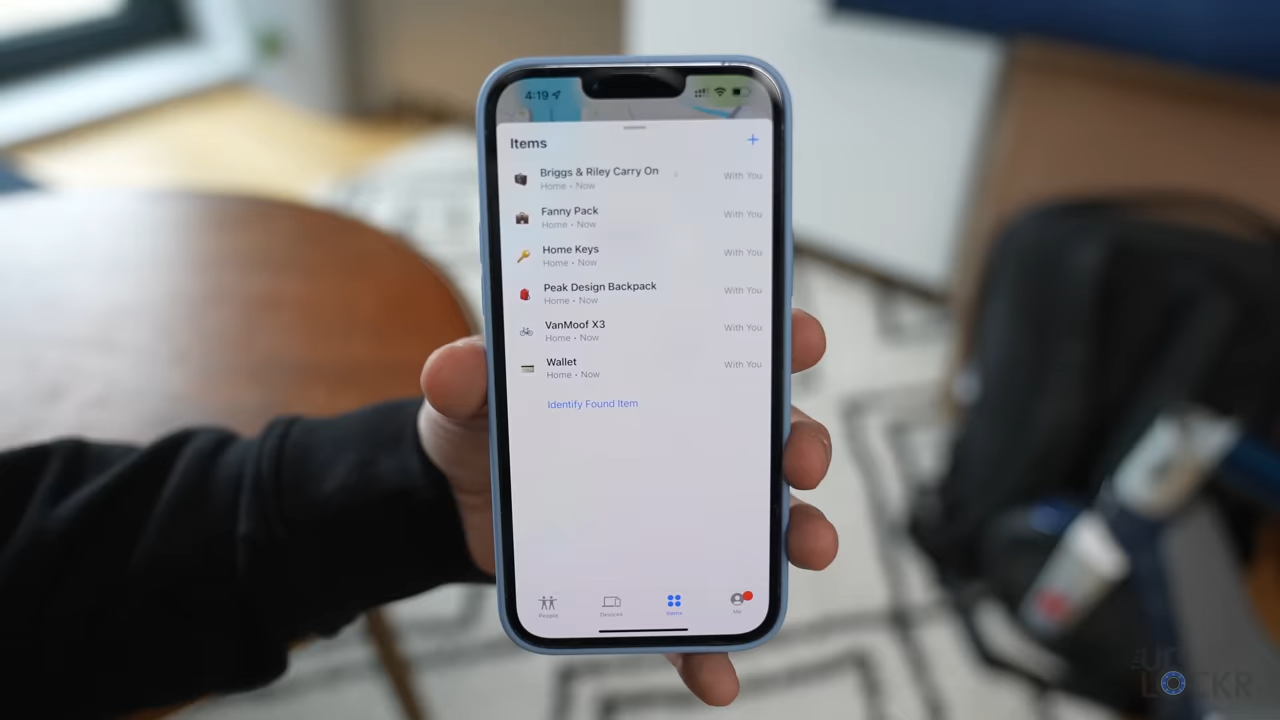 4:19
Items
+
Briggs & Riley Carry On
Home • Now
With You
Fanny Pack
Home • Now
With You
Home Keys
Home • Now
With You
Peak Design Backpack
Home • Now
With You
VanMoof X3
Home • Now
With You
Wallet
Home • Now
With You
Identify Found Item
People
Devices
Items
Me
THE
UNLOCKR